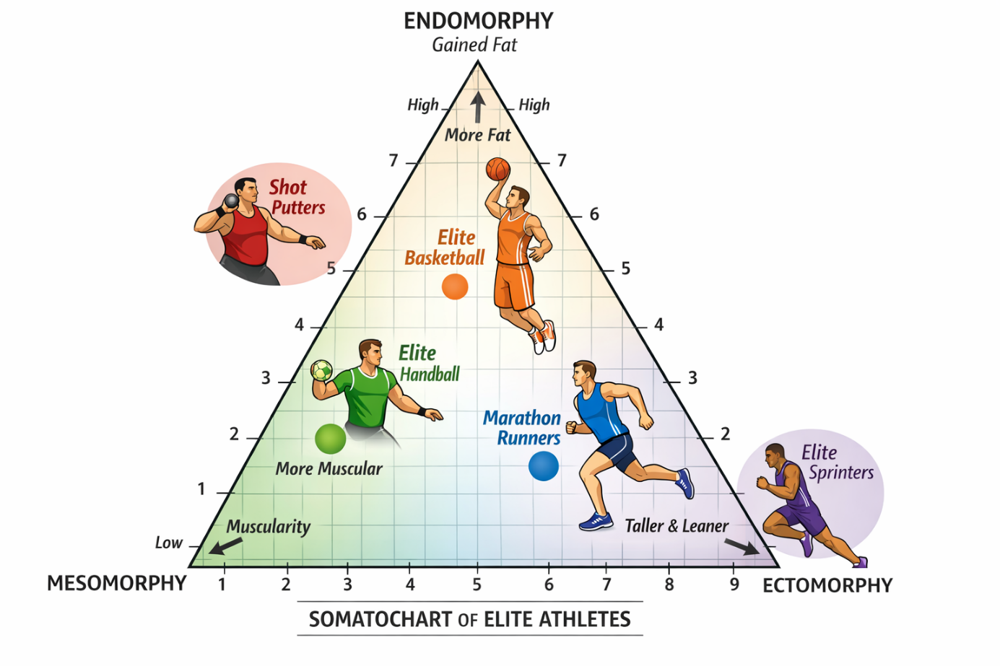 ENDOMORPHY
Gained Fat
High
High
More Fat
7
7
Shot
Putters
6
6
Elite
Basketball
5
5
4
4
Elite
Handball
3
3
Marathon
Runners
2
2
Elite
Sprinters
More Muscular
1
Muscularity
Taller & Leaner
Low
MESOMORPHY
1
2
3
4
5
6
7
8
9
ECTOMORPHY
SOMATOCHART OF ELITE ATHLETES